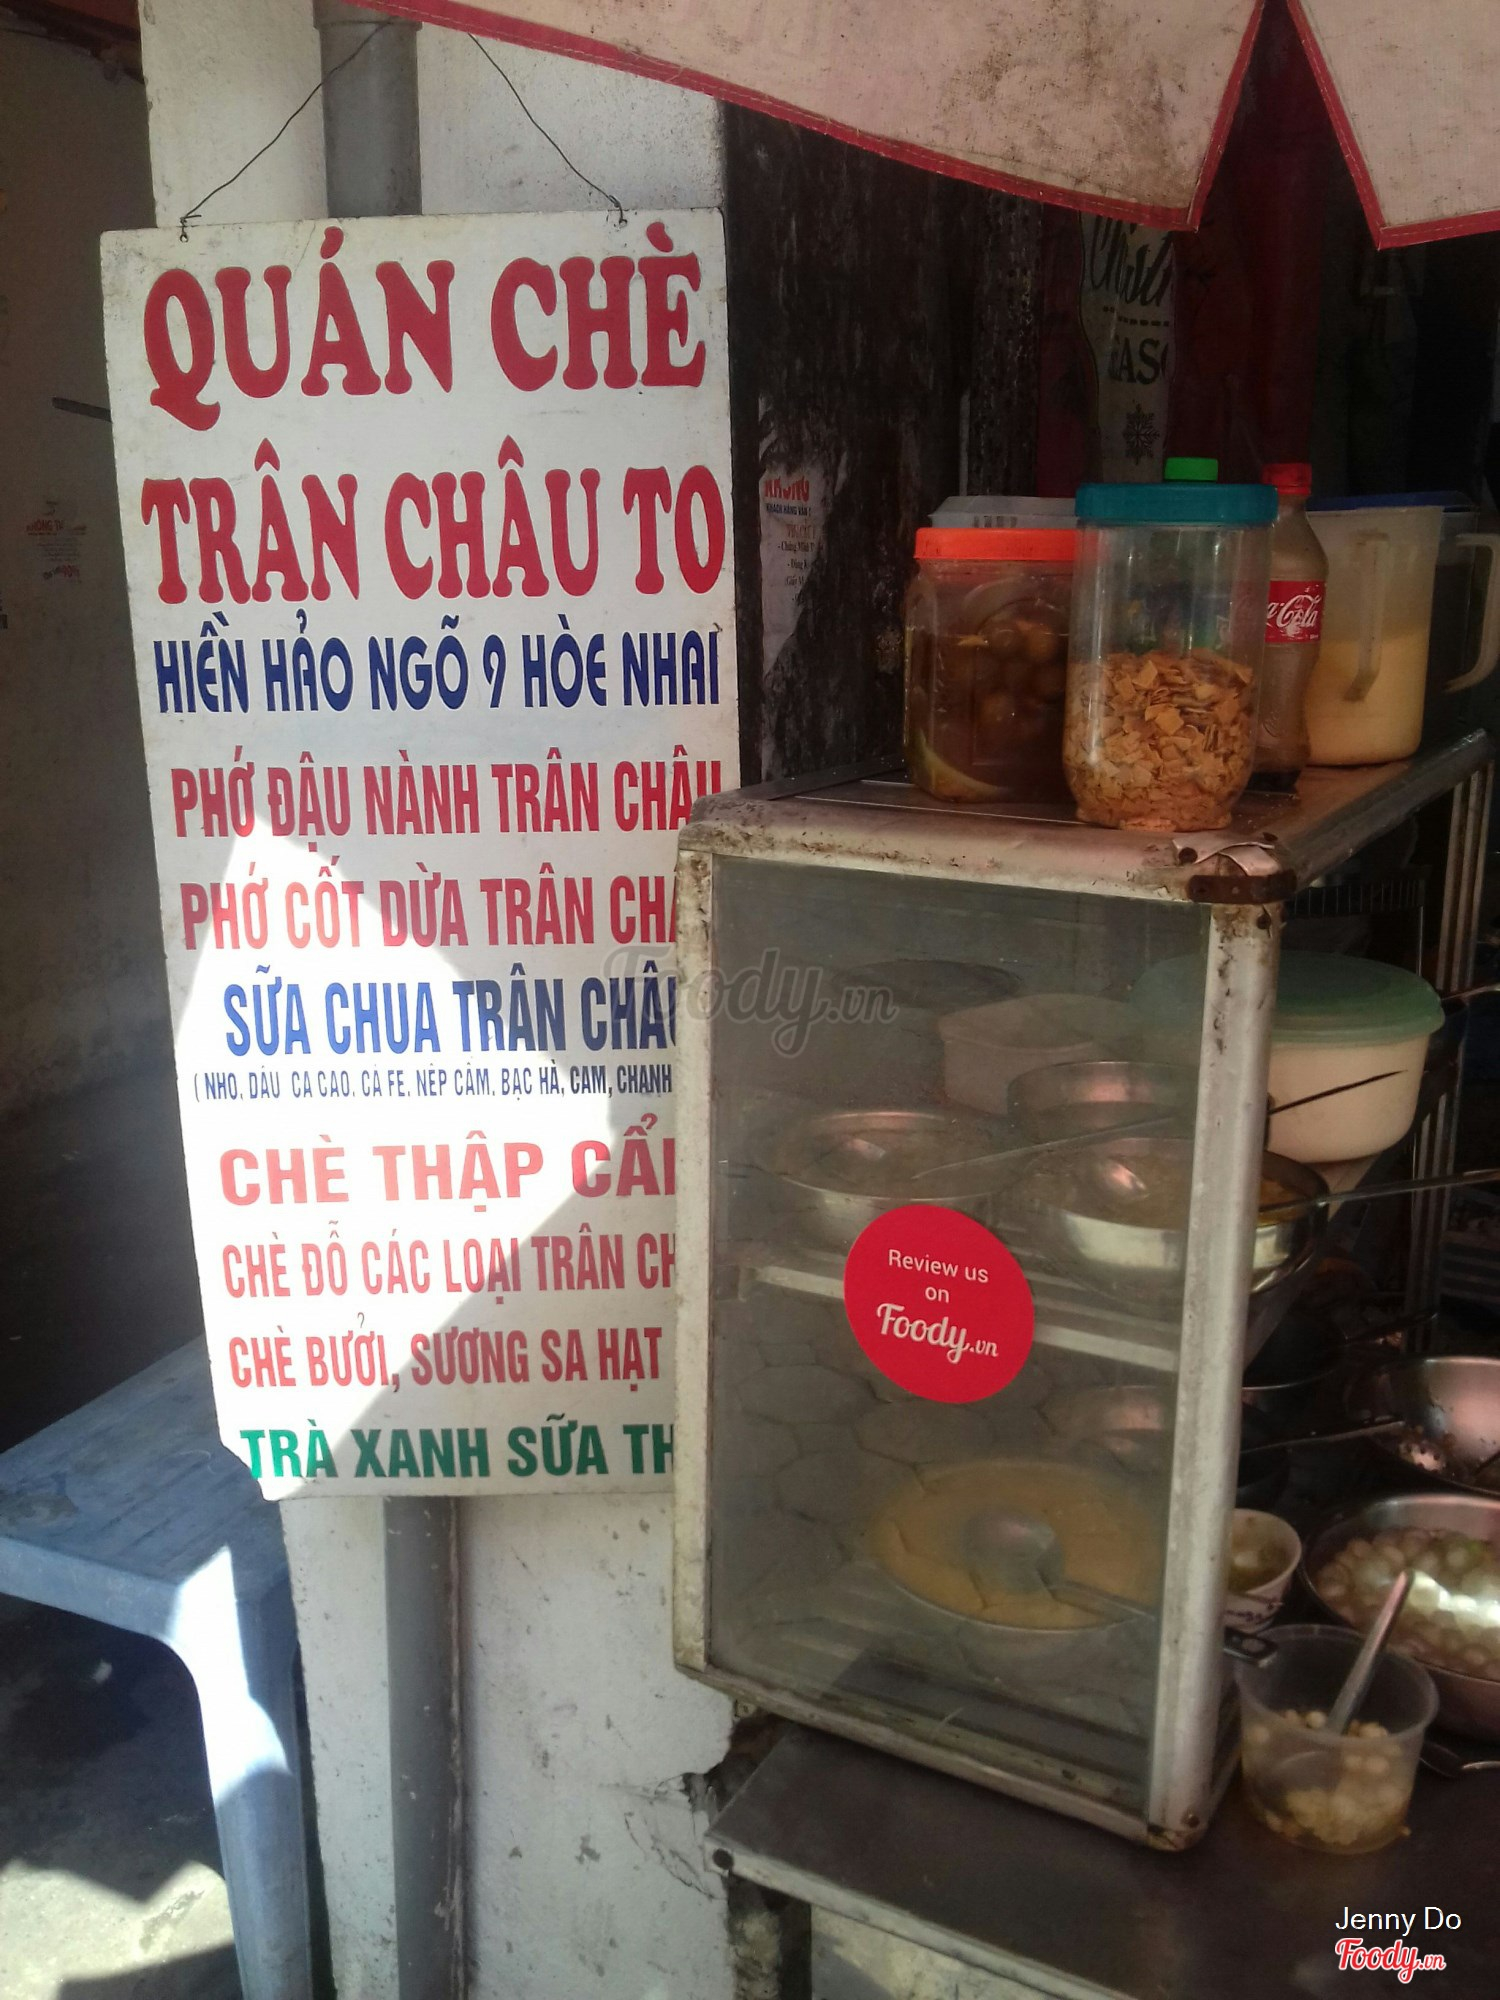 QUÁN CHÈ
TRÂN CHÂU TO
HIỀN HẢO NGÕ 9 HÒE NHAI
PHỚ ĐẬU NÀNH TRÂN CHÂU
PHỚ CỐT DỪA TRÂN CHÂ
SỮA CHUA TRÂN CHÂU
( NHO, DÂU CA CAO, CÀ FE, NẾP CẨM, BẠC HÀ, CAM, CHANH
CHÈ THẬP CẨ
CHÈ ĐỖ CÁC LOẠI TRÂN CH
CHÈ BƯỞI, SƯƠNG SA HẠT
TRÀ XANH SỮA TH
Coca-Cola
Foody.vn
Review us
on
Foody.vn
Jenny Do
Foody.vn